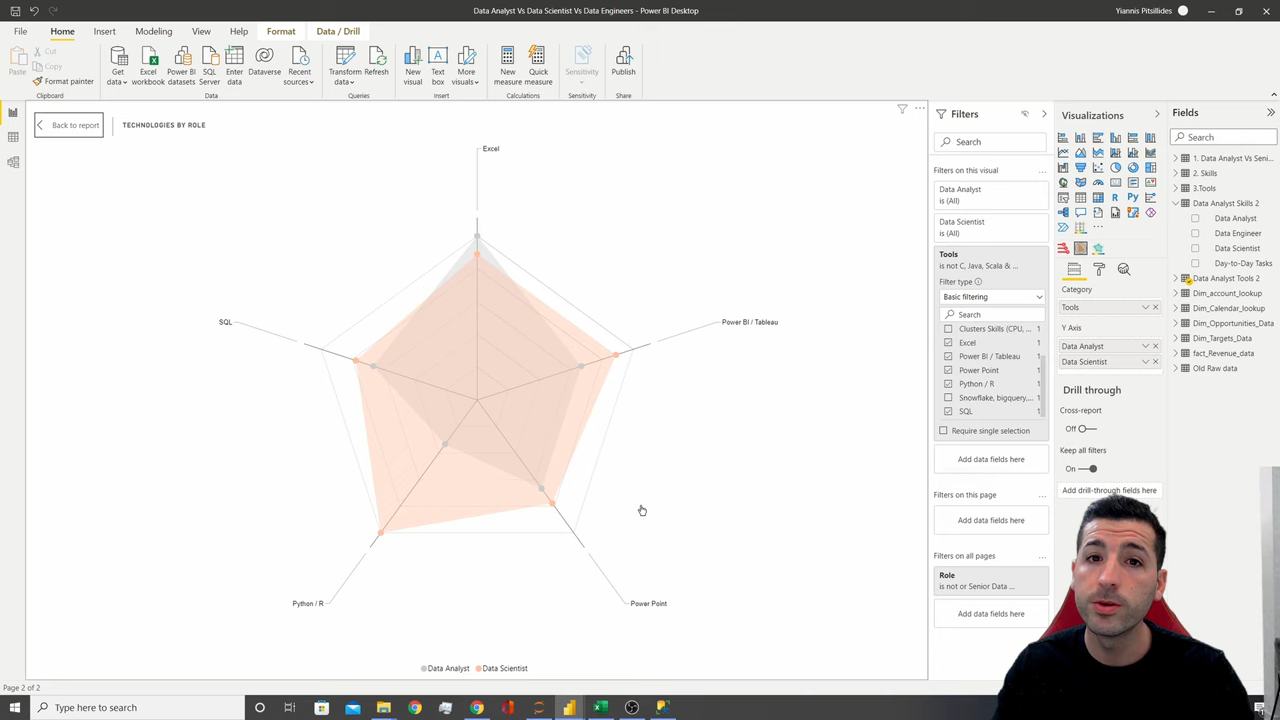 Data Analyst Vs Data Scientist Vs Data Engineers - Power BI Desktop
Yiannis Pitsillides
File
Home
Insert
Modeling
View
Help
Format
Data / Drill
Paste
Cut
Copy
Format painter
Clipboard
Get data
Excel workbook
Power BI datasets
SQL Server
Enter data
Dataverse
Recent sources
Data
Transform data
Refresh
Queries
New visual
Text box
More visuals
Insert
New measure
Quick measure
Calculations
Sensitivity
Sensitivity
Publish
Share
Back to report
TECHNOLOGIES BY ROLE
Excel
SQL
Power BI / Tableau
Python / R
Power Point
Data Analyst
Data Scientist
Filters
Search
Filters on this visual
...
Data Analyst
is (All)
Data Scientist
is (All)
Tools
is not C, Java, Scala & ...
Filter type
Basic filtering
Search
Clusters Skills (CPU, ... 1
Excel 1
Power BI / Tableau 1
Power Point 1
Python / R 1
Snowflake, bigquery,... 1
SQL 1
Require single selection
Add data fields here
Filters on this page
...
Add data fields here
Filters on all pages
...
Role
is not or Senior Data ...
Add data fields here
Visualizations
R
Py
...
Category
Tools
Y Axis
Data Analyst
Data Scientist
Drill through
Cross-report
Off
Keep all filters
On
Add drill-through fields here
Fields
Search
1. Data Analyst Vs Seni...
2. Skills
3.Tools
Data Analyst Skills 2
Data Analyst
Data Engineer
Data Scientist
Day-to-Day Tasks
Data Analyst Tools 2
Dim_account_lookup
Dim_Calendar_lookup
Dim_Opportunities_Data
Dim_Targets_Data
fact_Revenue_data
Old Raw data
Page 2 of 2
Type here to search